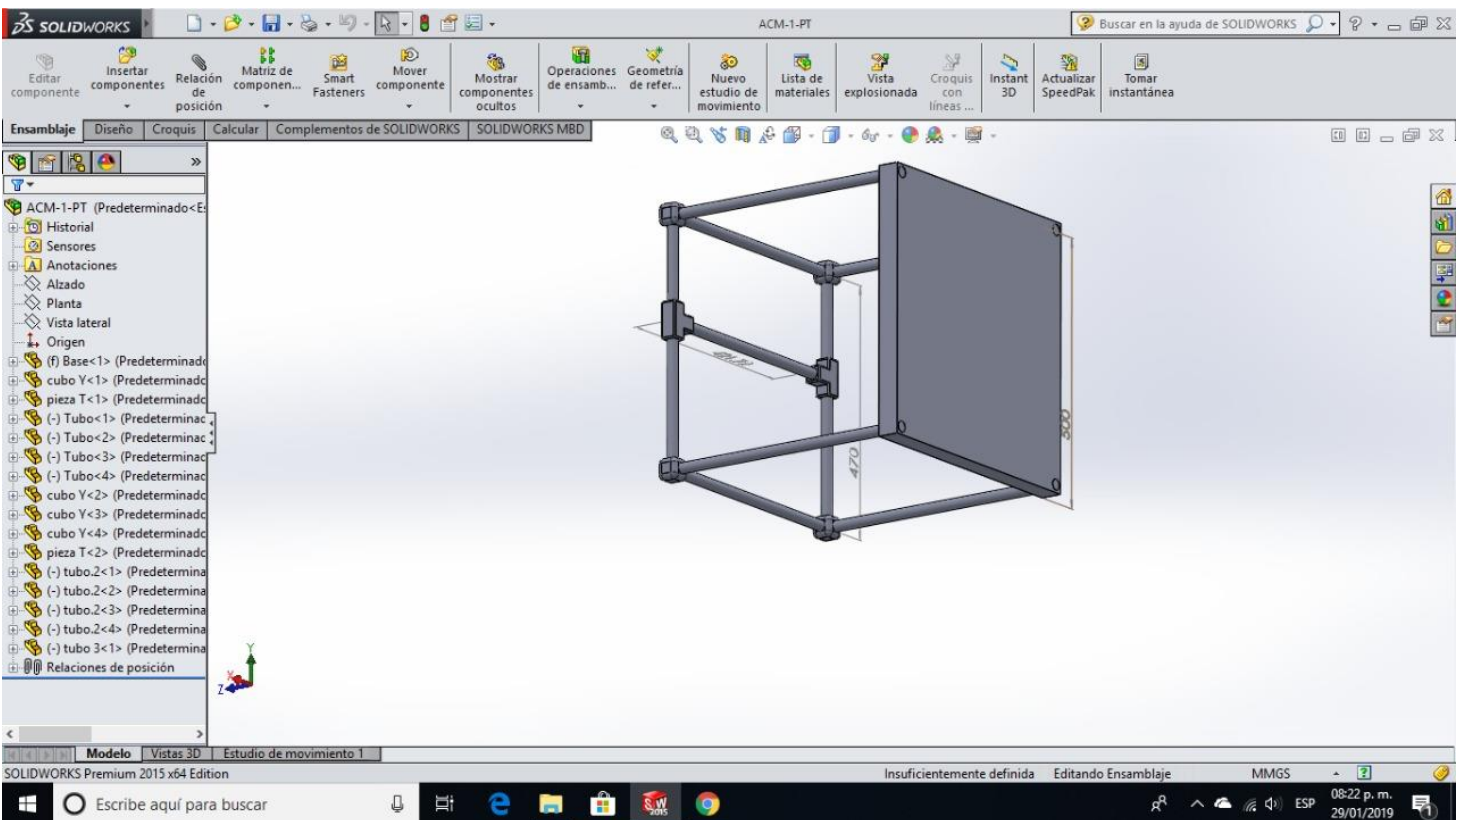 SOLIDWORKS
ACM-1-PT
Buscar en la ayuda de SOLIDWORKS
Editar
componente
Insertar
componentes
Relación
de
posición
Matriz de
componen...
Smart
Fasteners
Mover
componente
Mostrar
componentes
ocultos
Operaciones
de ensamb...
Geometría
de refer...
Nuevo
estudio de
movimiento
Lista de
materiales
Vista
explosionada
Croquis
con
líneas ...
Instant
3D
Actualizar
SpeedPak
Tomar
instantánea
Ensamblaje Diseño Croquis Calcular Complementos de SOLIDWORKS SOLIDWORKS MBD
ACM-1-PT (Predeterminado<E
Historial
Sensores
A Anotaciones
Alzado
Planta
Vista lateral
Origen
(f) Base<1> (Predeterminado
cubo Y<1> (Predeterminado
pieza T<1> (Predeterminado
(-) Tubo<1> (Predeterminac
(-) Tubo<2> (Predeterminac
(-) Tubo<3> (Predeterminac
(-) Tubo<4> (Predeterminac
cubo Y<2> (Predeterminado
cubo Y<3> (Predeterminado
cubo Y<4> (Predeterminado
pieza T<2> (Predeterminado
(-) tubo.2<1> (Predetermina
(-) tubo.2<2> (Predetermina
(-) tubo.2<3> (Predetermina
(-) tubo.2<4> (Predetermina
(-) tubo 3<1> (Predetermina
Relaciones de posición
470
500
Y
X
Z
Modelo Vistas 3D Estudio de movimiento 1
SOLIDWORKS Premium 2015 x64 Edition
Insuficientemente definida Editando Ensamblaje MMGS
Escribe aquí para buscar
SW
2015
ESP
08:22 p. m.
29/01/2019
1